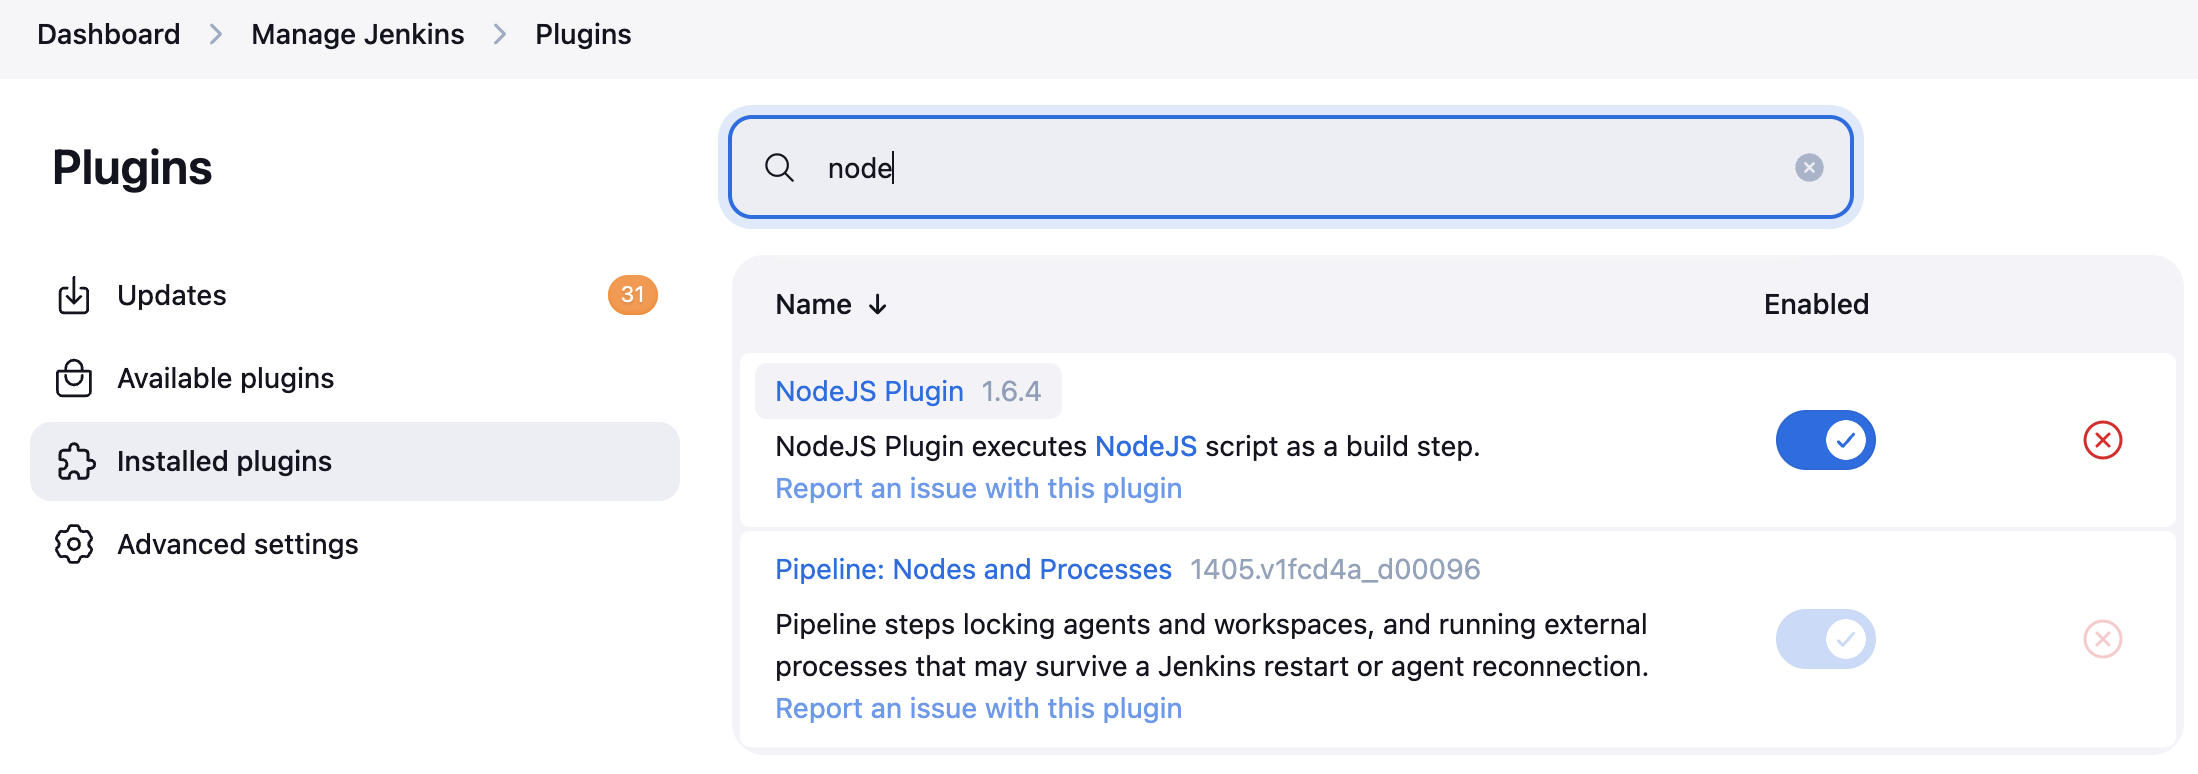 Dashboard > Manage Jenkins > Plugins
Plugins
Updates 31
Available plugins
Installed plugins
Advanced settings
node
Name ↓ Enabled
NodeJS Plugin 1.6.4
NodeJS Plugin executes NodeJS script as a build step.
Report an issue with this plugin
Pipeline: Nodes and Processes 1405.v1fcd4a_d00096
Pipeline steps locking agents and workspaces, and running external
processes that may survive a Jenkins restart or agent reconnection.
Report an issue with this plugin